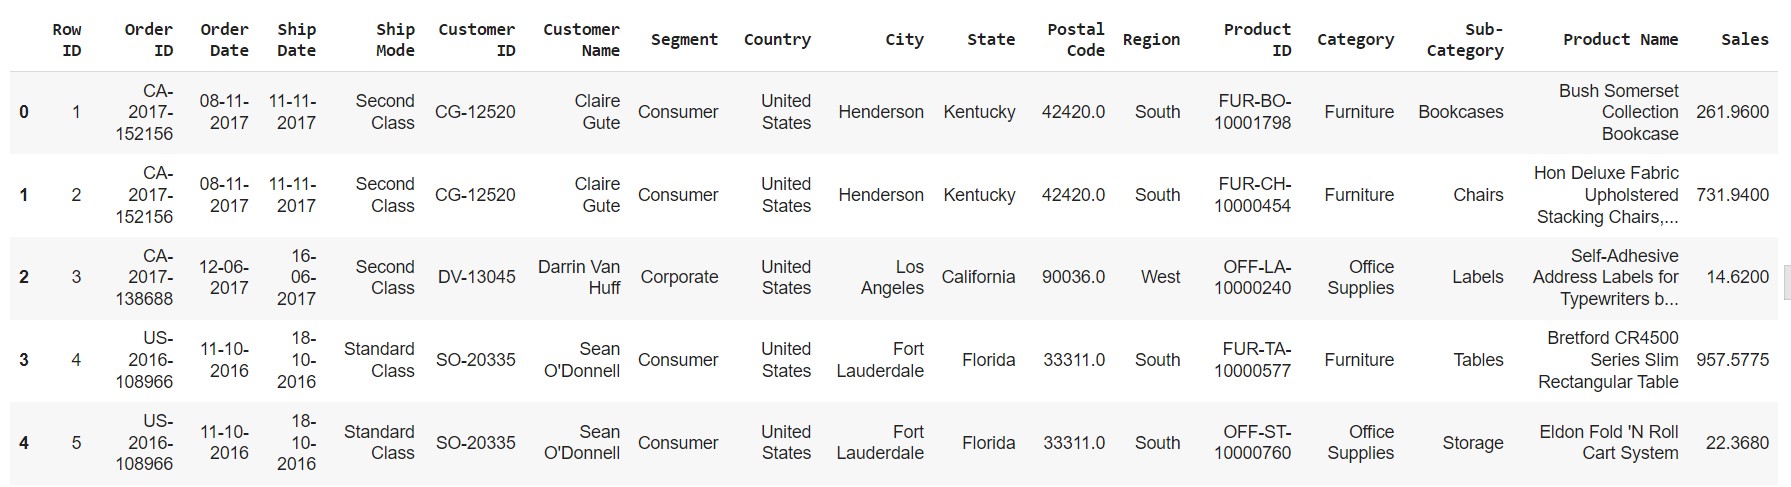 Row ID Order ID Order Date Ship Date Ship Mode Customer ID Customer Name Segment Country City State Postal Code Region Product ID Category Sub-Category Product Name Sales
0 1 CA-2017-152156 08-11-2017 11-11-2017 Second Class CG-12520 Claire Gute Consumer United States Henderson Kentucky 42420.0 South FUR-BO-10001798 Furniture Bookcases Bush Somerset Collection Bookcase 261.9600
1 2 CA-2017-152156 08-11-2017 11-11-2017 Second Class CG-12520 Claire Gute Consumer United States Henderson Kentucky 42420.0 South FUR-CH-10000454 Furniture Chairs Hon Deluxe Fabric Upholstered Stacking Chairs,... 731.9400
2 3 CA-2017-138688 12-06-2017 16-06-2017 Second Class DV-13045 Darrin Van Huff Corporate United States Los Angeles California 90036.0 West OFF-LA-10000240 Office Supplies Labels Self-Adhesive Address Labels for Typewriters b... 14.6200
3 4 US-2016-108966 11-10-2016 18-10-2016 Standard Class SO-20335 Sean O'Donnell Consumer United States Fort Lauderdale Florida 33311.0 South FUR-TA-10000577 Furniture Tables Bretford CR4500 Series Slim Rectangular Table 957.5775
4 5 US-2016-108966 11-10-2016 18-10-2016 Standard Class SO-20335 Sean O'Donnell Consumer United States Fort Lauderdale Florida 33311.0 South OFF-ST-10000760 Office Supplies Storage Eldon Fold 'N Roll Cart System 22.3680